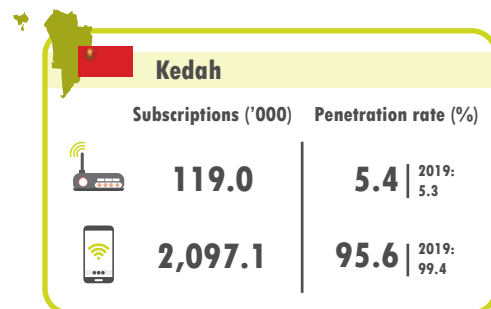 Kedah
Subscriptions ('000) Penetration rate (%)
119.0 5.4 2019: 5.3
2,097.1 95.6 2019: 99.4